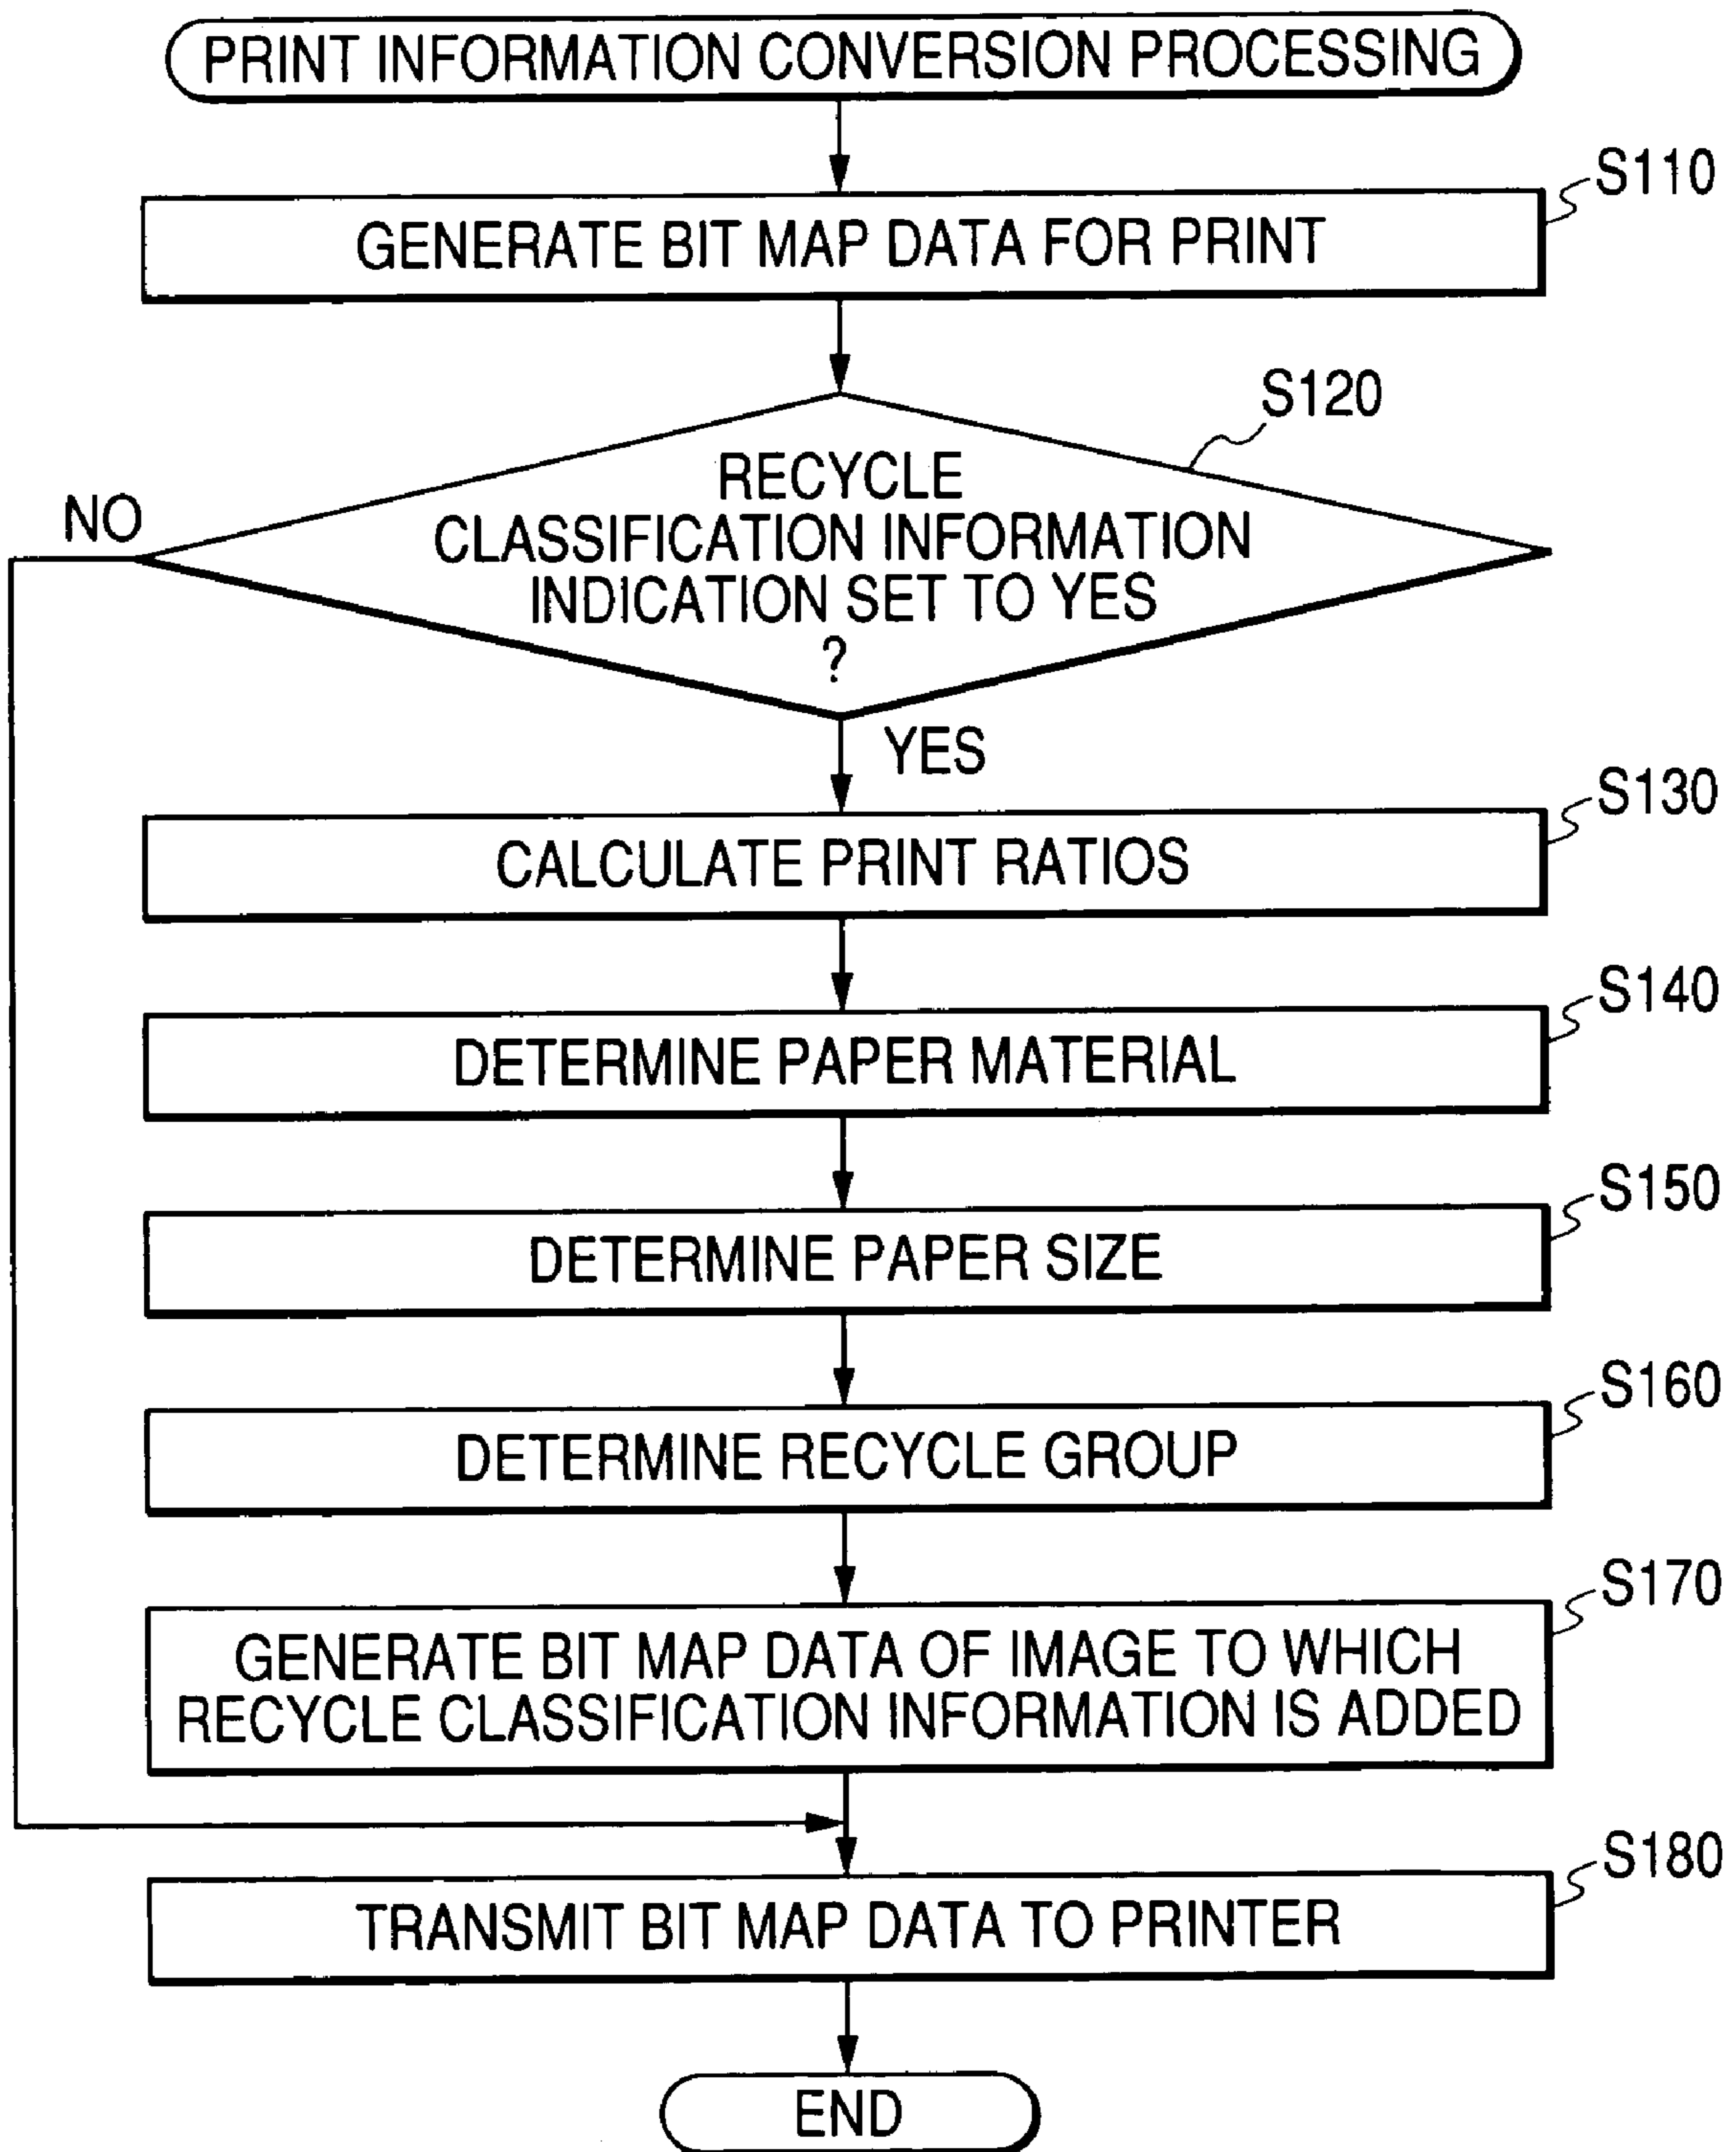 PRINT INFORMATION CONVERSION PROCESSING
S110
GENERATE BIT MAP DATA FOR PRINT
S120
RECYCLE
CLASSIFICATION INFORMATION
INDICATION SET TO YES
?
NO
YES
S130
CALCULATE PRINT RATIOS
S140
DETERMINE PAPER MATERIAL
S150
DETERMINE PAPER SIZE
S160
DETERMINE RECYCLE GROUP
S170
GENERATE BIT MAP DATA OF IMAGE TO WHICH
RECYCLE CLASSIFICATION INFORMATION IS ADDED
S180
TRANSMIT BIT MAP DATA TO PRINTER
END